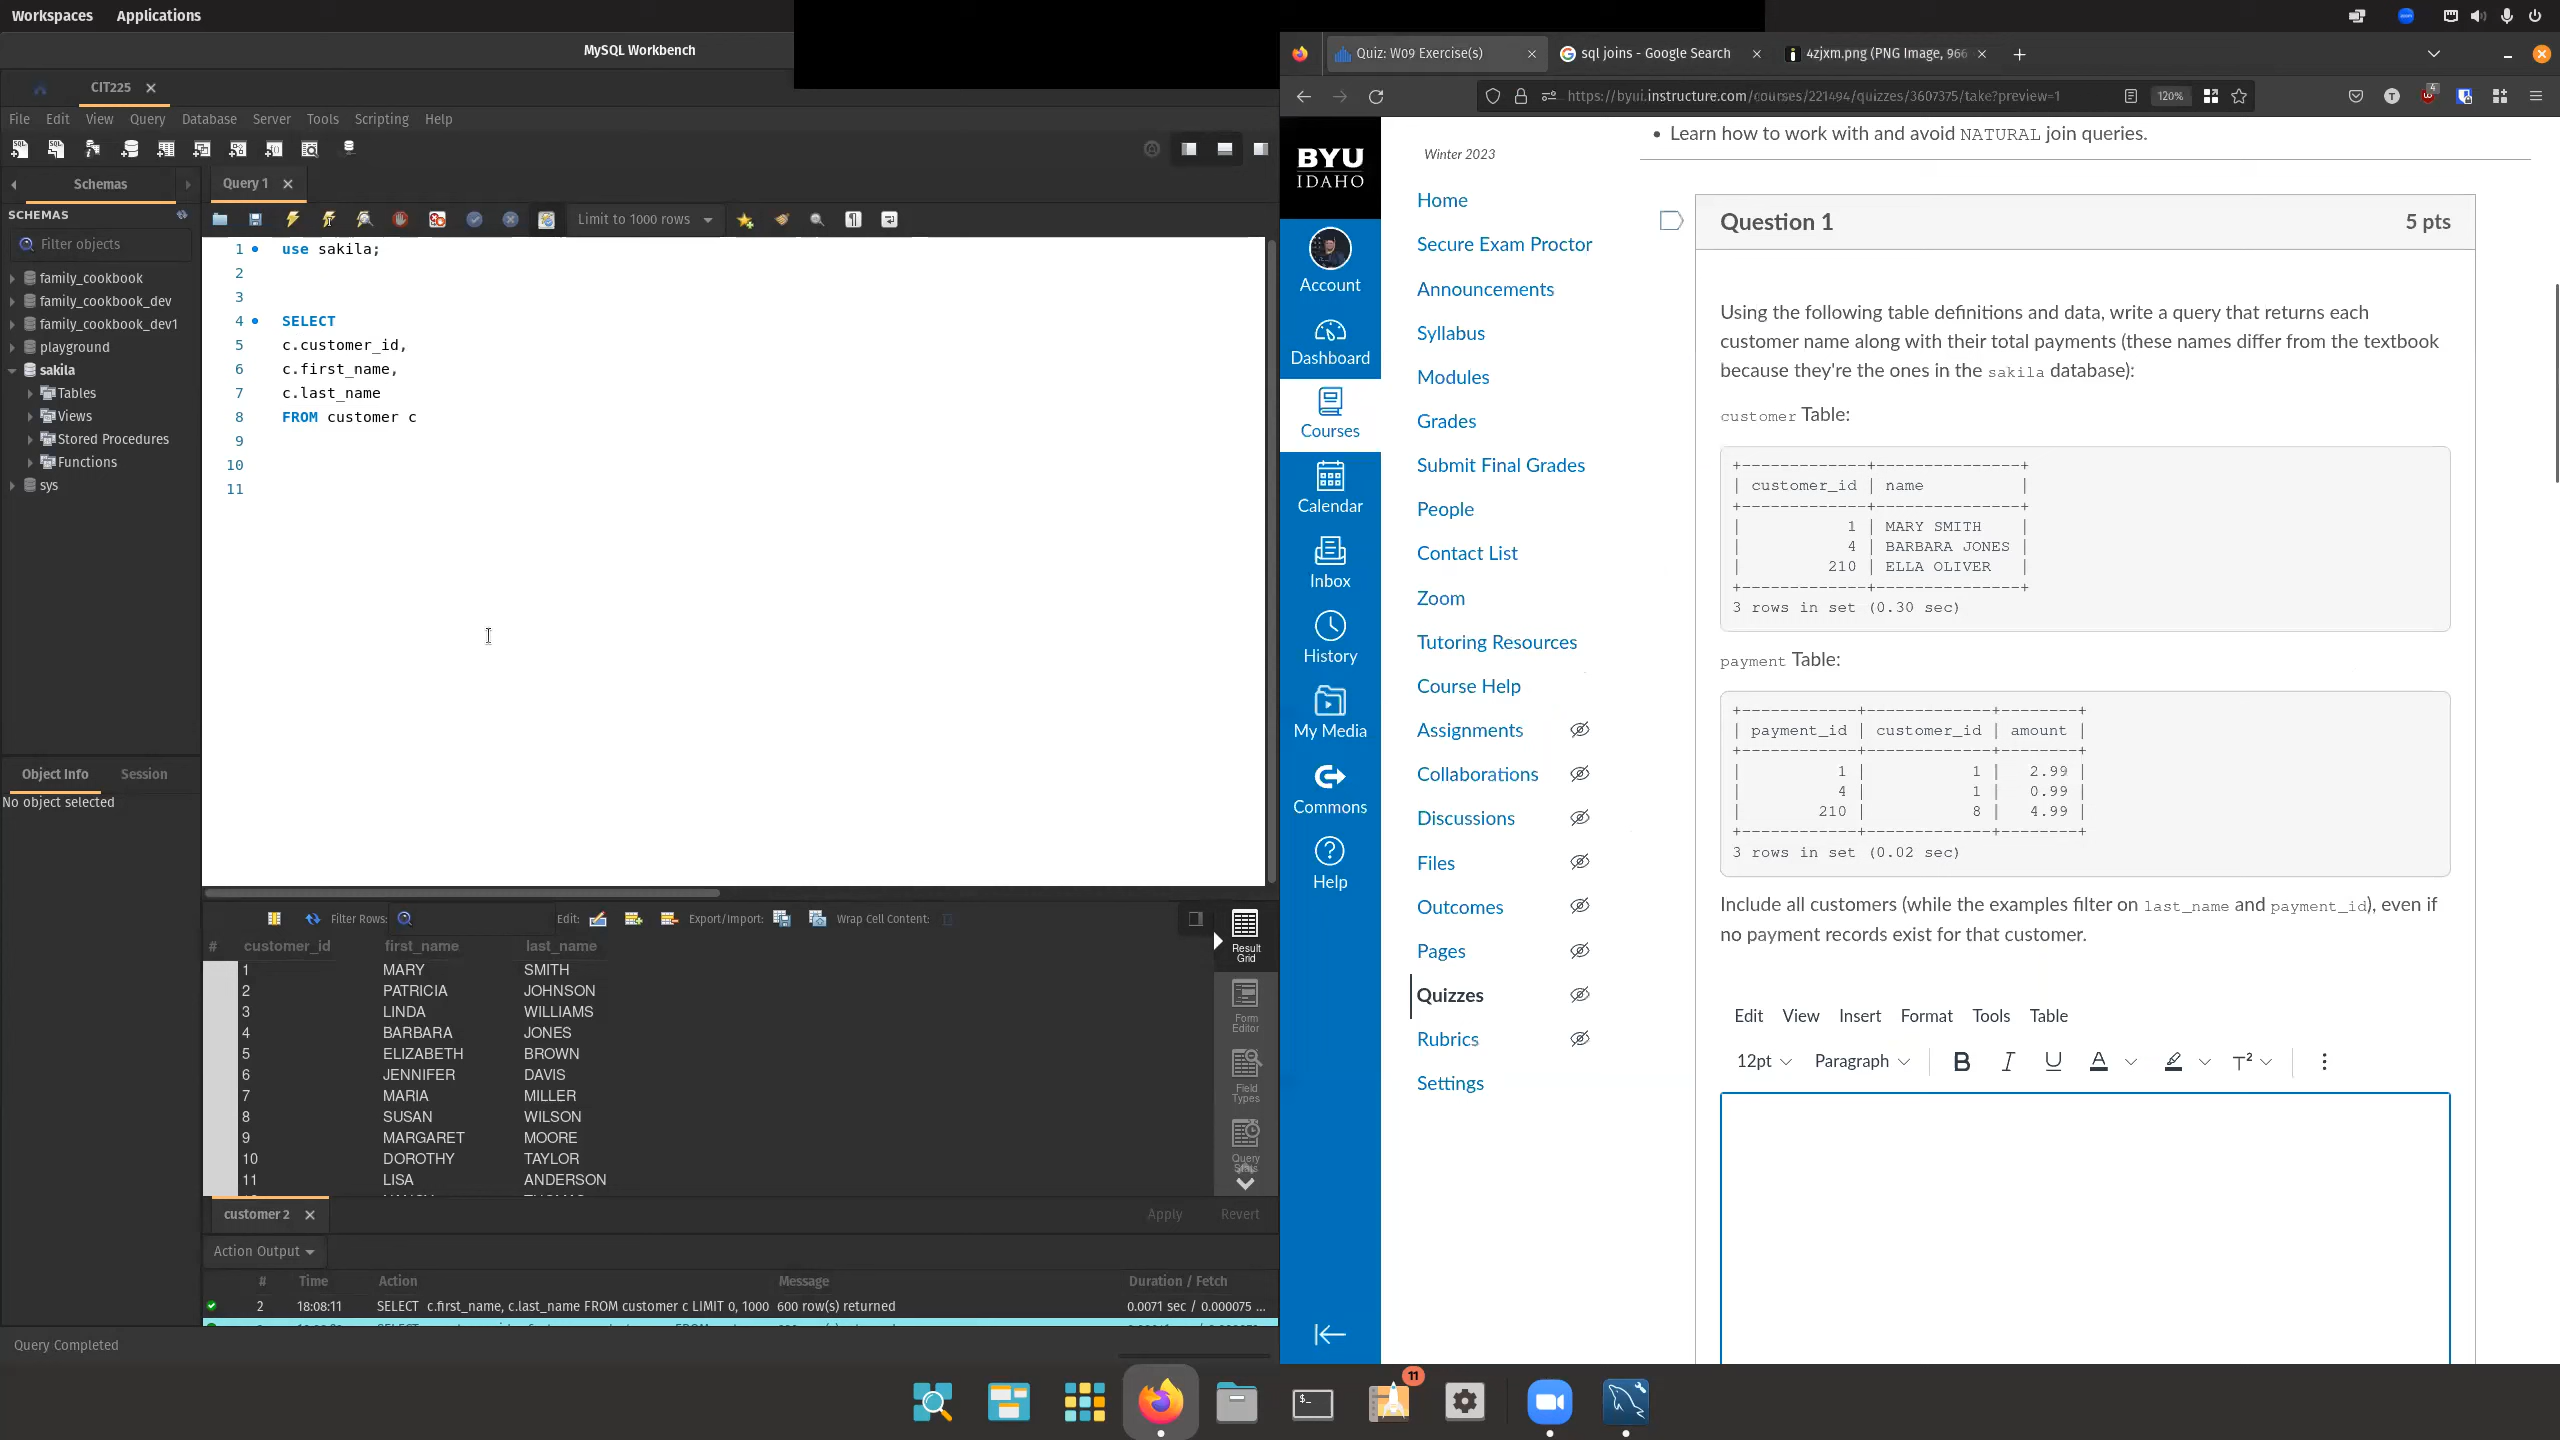 Workspaces Applications
MySQL Workbench
CIT225
File Edit View Query Database Server Tools Scripting Help
Schemas
Query 1
SCHEMAS
Limit to 1000 rows
Filter objects
family_cookbook
family_cookbook_dev
family_cookbook_dev1
playground
sakila
Tables
Views
Stored Procedures
Functions
sys
1 use sakila;
2
3
4 SELECT
5 c.customer_id,
6 c.first_name,
7 c.last_name
8 FROM customer c
9
10
11
Object Info Session
No object selected
Filter Rows: Edit: Export/Import: Wrap Cell Content:
# customer_id first_name last_name
1 MARY SMITH
2 PATRICIA JOHNSON
3 LINDA WILLIAMS
4 BARBARA JONES
5 ELIZABETH BROWN
6 JENNIFER DAVIS
7 MARIA MILLER
8 SUSAN WILSON
9 MARGARET MOORE
10 DOROTHY TAYLOR
11 LISA ANDERSON
Result Grid
Form Editor
Field Types
Query
customer 2
Apply Revert
Action Output
# Time Action Message Duration / Fetch
2 18:08:11 SELECT c.first_name, c.last_name FROM customer c LIMIT 0, 1000 600 row(s) returned 0.0071 sec / 0.000075 ...
Query Completed
Quiz: W09 Exercise(s)
sql joins - Google Search
4zjxm.png (PNG Image, 966
https://byui.instructure.com/courses/221494/quizzes/3607375/take?preview=1
120%
4
BYU
IDAHO
Account
Dashboard
Courses
Calendar
Inbox
History
My Media
Commons
Help
Winter 2023
Home
Secure Exam Proctor
Announcements
Syllabus
Modules
Grades
Submit Final Grades
People
Contact List
Zoom
Tutoring Resources
Course Help
Assignments
Collaborations
Discussions
Files
Outcomes
Pages
Quizzes
Rubrics
Settings
• Learn how to work with and avoid NATURAL join queries.
Question 1 5 pts
Using the following table definitions and data, write a query that returns each
customer name along with their total payments (these names differ from the textbook
because they're the ones in the sakila database):
customer Table:
+-------------+---------------+
| customer_id | name          |
+-------------+---------------+
|           1 | MARY SMITH    |
|           4 | BARBARA JONES |
|         210 | ELLA OLIVER   |
+-------------+---------------+
3 rows in set (0.30 sec)
payment Table:
+------------+-------------+--------+
| payment_id | customer_id | amount |
+------------+-------------+--------+
|          1 |           1 |   2.99 |
|          4 |           1 |   0.99 |
|        210 |           8 |   4.99 |
+------------+-------------+--------+
3 rows in set (0.02 sec)
Include all customers (while the examples filter on last_name and payment_id), even if
no payment records exist for that customer.
Edit View Insert Format Tools Table
12pt Paragraph B I U A T²
11